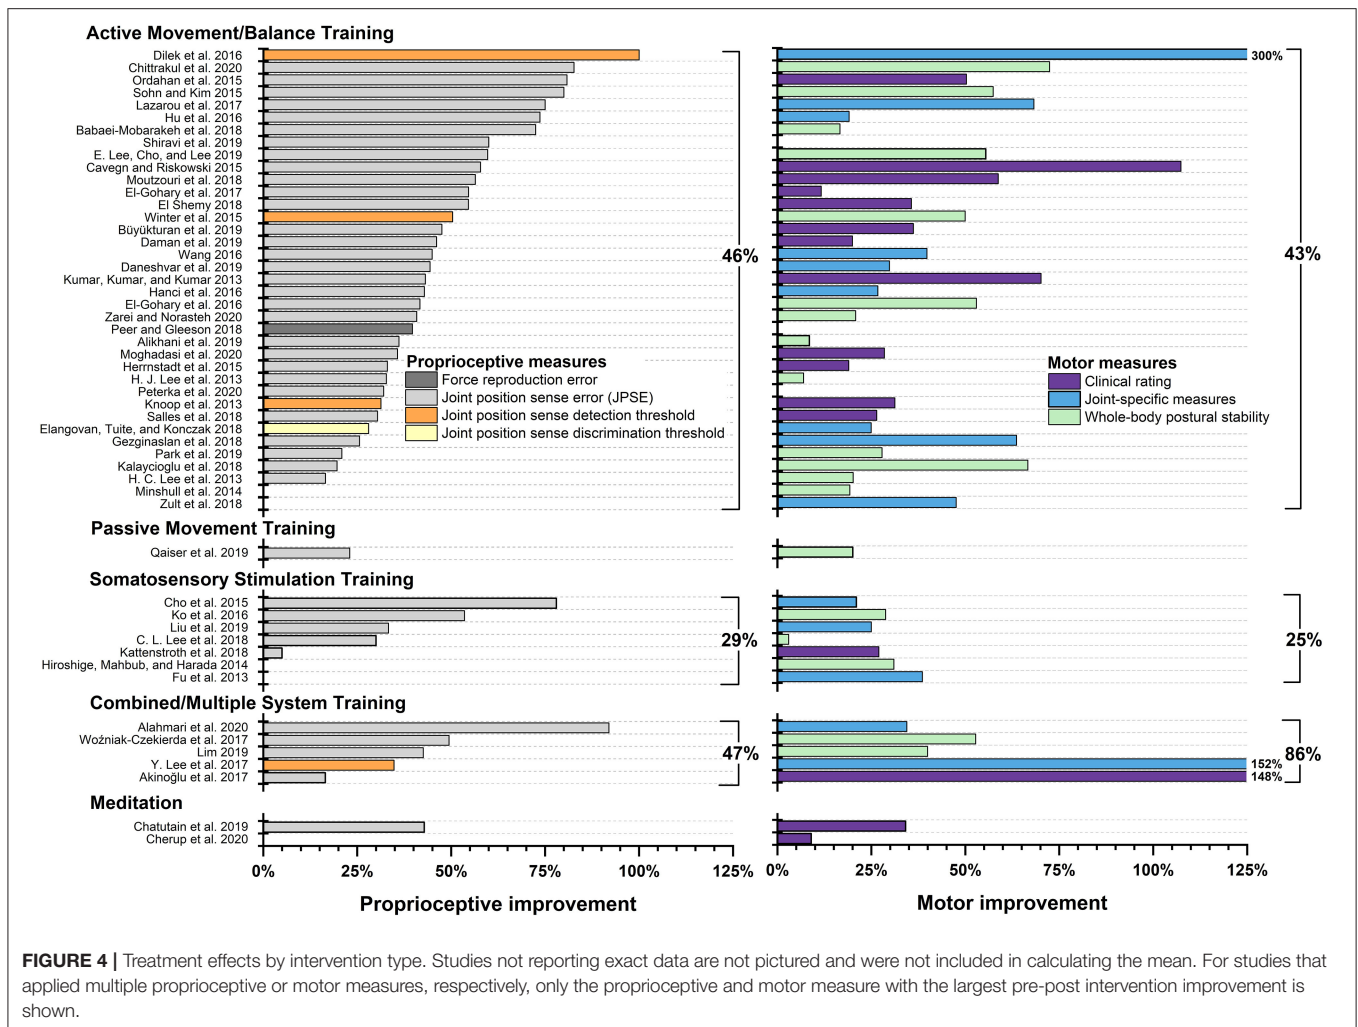 Active Movement/Balance Training
Dilek et al. 2016
Chittrakul et al. 2020
Ordahan et al. 2015
Sohn and Kim 2015
Lazarou et al. 2017
Hu et al. 2016
Babaei-Mobarakeh et al. 2018
Shiravi et al. 2019
E. Lee, Cho, and Lee 2019
Cavegn and Riskowski 2015
Moutzouri et al. 2018
El-Gohary et al. 2017
El Shemy 2018
Winter et al. 2015
Büyükturan et al. 2019
Daman et al. 2019
Wang 2016
Daneshvar et al. 2019
Kumar, Kumar, and Kumar 2013
Hanci et al. 2016
El-Gohary et al. 2016
Zarei and Norasteh 2020
Peer and Gleeson 2018
Alikhani et al. 2019
Moghadasi et al. 2020
Herrnstadt et al. 2015
H. J. Lee et al. 2013
Peterka et al. 2020
Knoop et al. 2013
Salles et al. 2018
Elangovan, Tuite, and Konczak 2018
Gezginaslan et al. 2018
Park et al. 2019
Kalaycioglu et al. 2018
H. C. Lee et al. 2013
Minshull et al. 2014
Zult et al. 2018
46%
300%
43%
Proprioceptive measures
Force reproduction error
Joint position sense error (JPSE)
Joint position sense detection threshold
Joint position sense discrimination threshold
Motor measures
Clinical rating
Joint-specific measures
Whole-body postural stability
Passive Movement Training
Qaiser et al. 2019
Somatosensory Stimulation Training
Cho et al. 2015
Ko et al. 2016
Liu et al. 2019
C. L. Lee et al. 2018
Kattenstroth et al. 2018
Hiroshige, Mahbub, and Harada 2014
Fu et al. 2013
29%
25%
Combined/Multiple System Training
Alahmari et al. 2020
Woźniak-Czekierda et al. 2017
Lim 2019
Y. Lee et al. 2017
Akinoğlu et al. 2017
47%
152%
148%
86%
Meditation
Chatutain et al. 2019
Cherup et al. 2020
0% 25% 50% 75% 100% 125%
Proprioceptive improvement
0% 25% 50% 75% 100% 125%
Motor improvement
FIGURE 4 | Treatment effects by intervention type. Studies not reporting exact data are not pictured and were not included in calculating the mean. For studies that
applied multiple proprioceptive or motor measures, respectively, only the proprioceptive and motor measure with the largest pre-post intervention improvement is
shown.